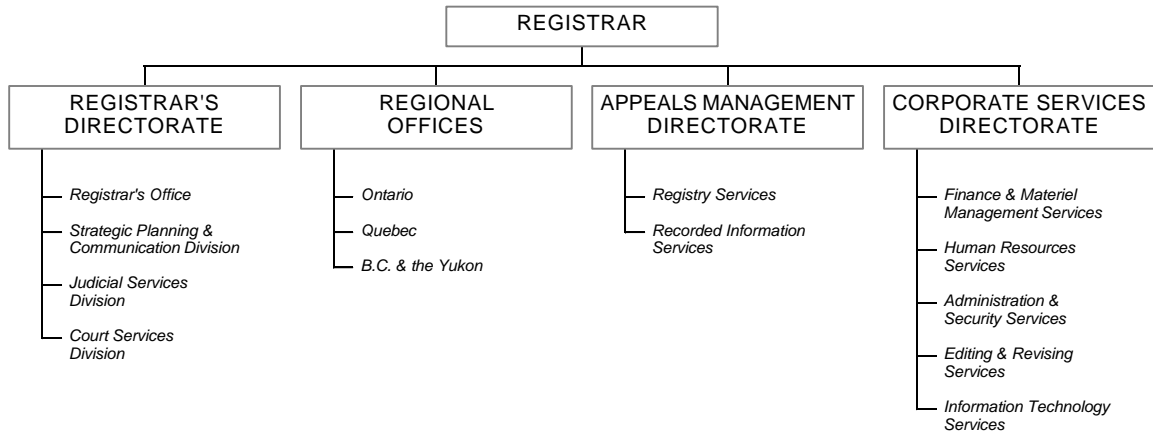 REGISTRAR
REGISTRAR'S
DIRECTORATE
Registrar's Office
Strategic Planning &
Communication Division
Judicial Services
Division
Court Services
Division
REGIONAL
OFFICES
Ontario
Quebec
B.C. & the Yukon
APPEALS MANAGEMENT
DIRECTORATE
Registry Services
Recorded Information
Services
CORPORATE SERVICES
DIRECTORATE
Finance & Materiel
Management Services
Human Resources
Services
Administration &
Security Services
Editing & Revising
Services
Information Technology
Services